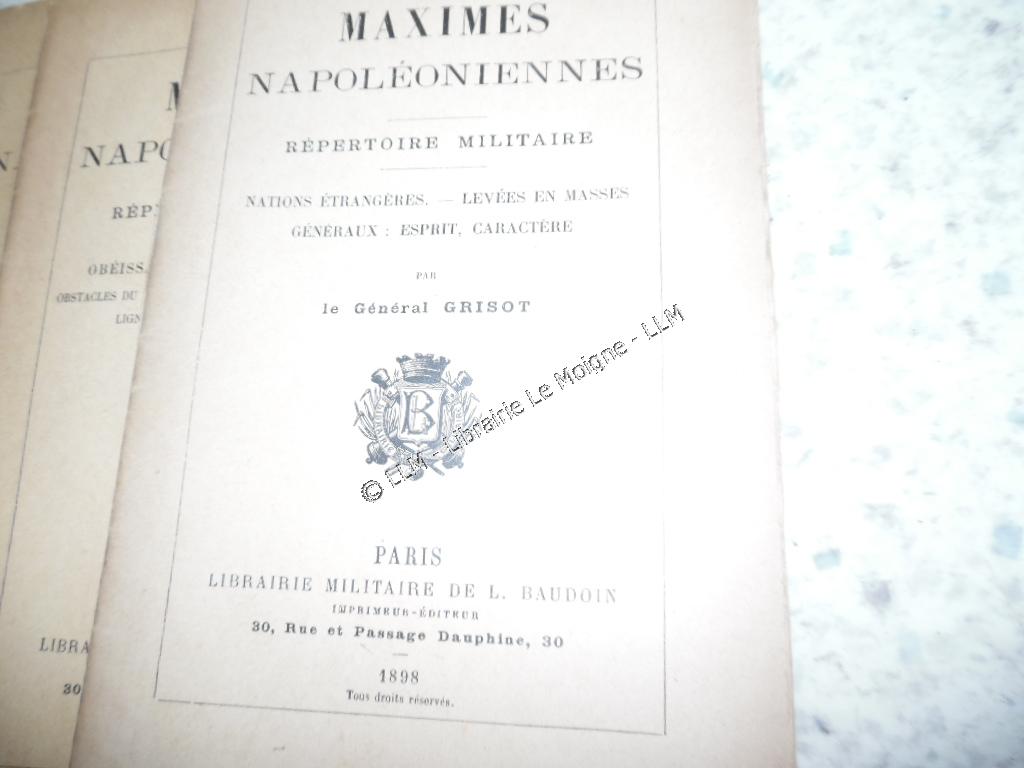 MAXIMES
NAPOLÉONIENNES
RÉPERTOIRE MILITAIRE
NATIONS ÉTRANGÈRES. — LEVÉES EN MASSES
GÉNÉRAUX : ESPRIT, CARACTÈRE
PAR
le Général GRISOT
B
© ELM - Librairie Le Moigne - LLM
PARIS
LIBRAIRIE MILITAIRE DE L. BAUDOIN
IMPRIMEUR-ÉDITEUR
30, Rue et Passage Dauphine, 30
1898
Tous droits réservés.
NAPO
RÉP
OBÉISS
OBSTACLES DU
LIGN
LIBRA
30